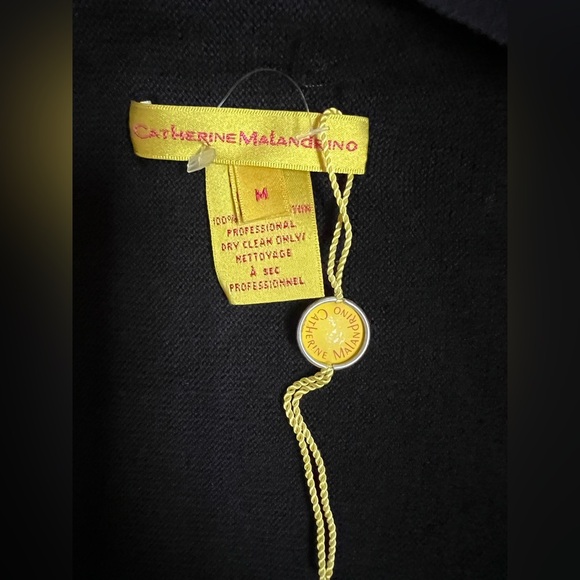 CATHERINE MALANDRINO
M
100%
PROFESSIONAL
DRY CLEAN ONLY/
NETTOYAGE
À SEC
PROFESSIONNEL
CATHERINE MALANDRINO